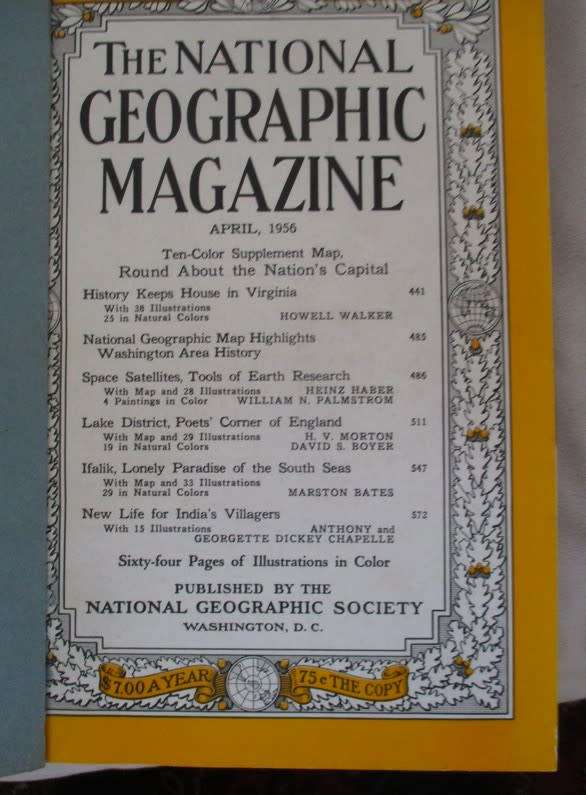 THE NATIONAL
GEOGRAPHIC
MAGAZINE
APRIL, 1956
Ten-Color Supplement Map,
Round About the Nation's Capital
History Keeps House in Virginia 441
With 38 Illustrations
25 in Natural Colors HOWELL WALKER
National Geographic Map Highlights 485
Washington Area History
Space Satellites, Tools of Earth Research 486
With Map and 28 Illustrations HEINZ HABER
4 Paintings in Color WILLIAM N. PALMSTROM
Lake District, Poets' Corner of England 511
With Map and 29 Illustrations H. V. MORTON
19 in Natural Colors DAVID S. BOYER
Ifalik, Lonely Paradise of the South Seas 547
With Map and 33 Illustrations
29 in Natural Colors MARSTON BATES
New Life for India's Villagers 572
With 15 Illustrations ANTHONY and
GEORGETTE DICKEY CHAPELLE
Sixty-four Pages of Illustrations in Color
PUBLISHED BY THE
NATIONAL GEOGRAPHIC SOCIETY
WASHINGTON, D. C.
$7.00 A YEAR 75c THE COPY